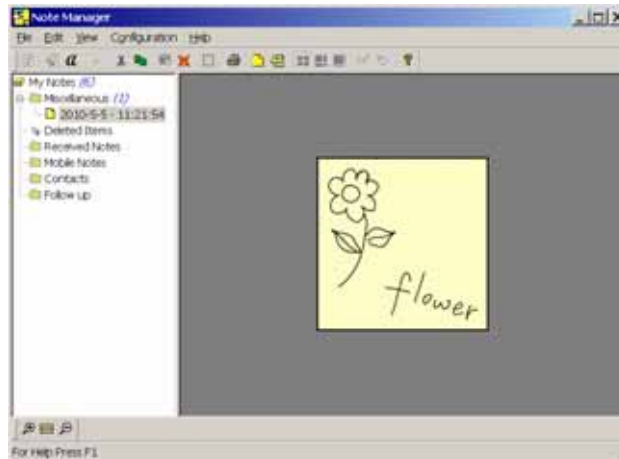 Note Manager
File Edit View Configuration Help
My Notes (6)
Miscellaneous (1)
2010-5-5 - 11:21:54
Deleted Items
Received Notes
Mobile Notes
Contacts
Follow up
flower
For Help Press F1